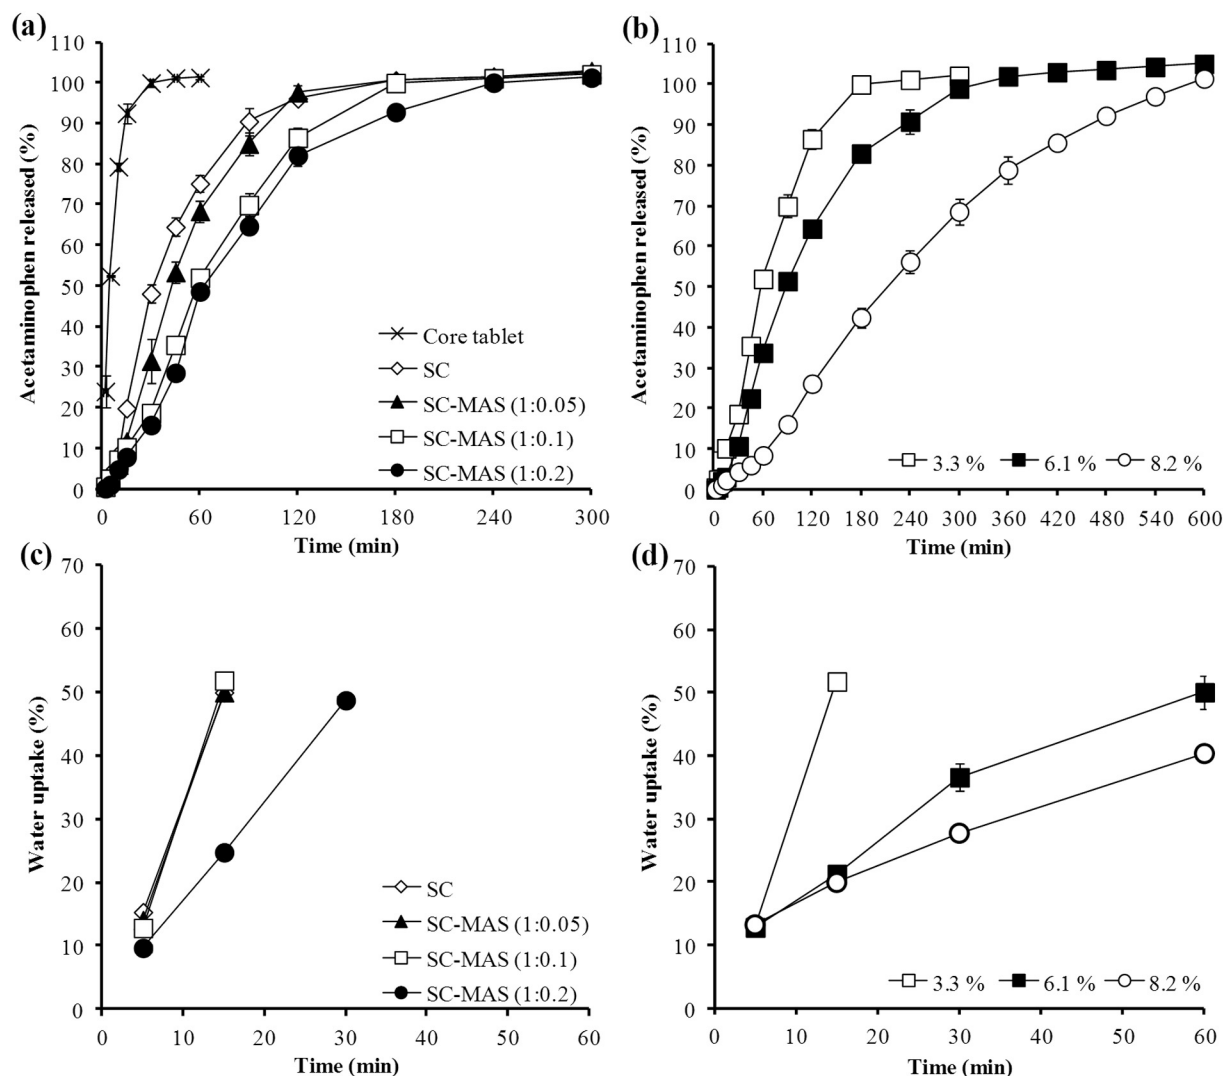 (a)
110
100
90
80
70
60
50
40
30
20
10
0
Acetaminophen released (%)
Core tablet
SC
SC-MAS (1:0.05)
SC-MAS (1:0.1)
SC-MAS (1:0.2)
0 60 120 180 240 300
Time (min)
(b)
110
100
90
80
70
60
50
40
30
20
10
0
Acetaminophen released (%)
3.3 % 6.1 % 8.2 %
0 60 120 180 240 300 360 420 480 540 600
Time (min)
(c)
70
60
50
40
30
20
10
0
Water uptake (%)
SC
SC-MAS (1:0.05)
SC-MAS (1:0.1)
SC-MAS (1:0.2)
0 10 20 30 40 50 60
Time (min)
(d)
70
60
50
40
30
20
10
0
Water uptake (%)
3.3 % 6.1 % 8.2 %
0 10 20 30 40 50 60
Time (min)